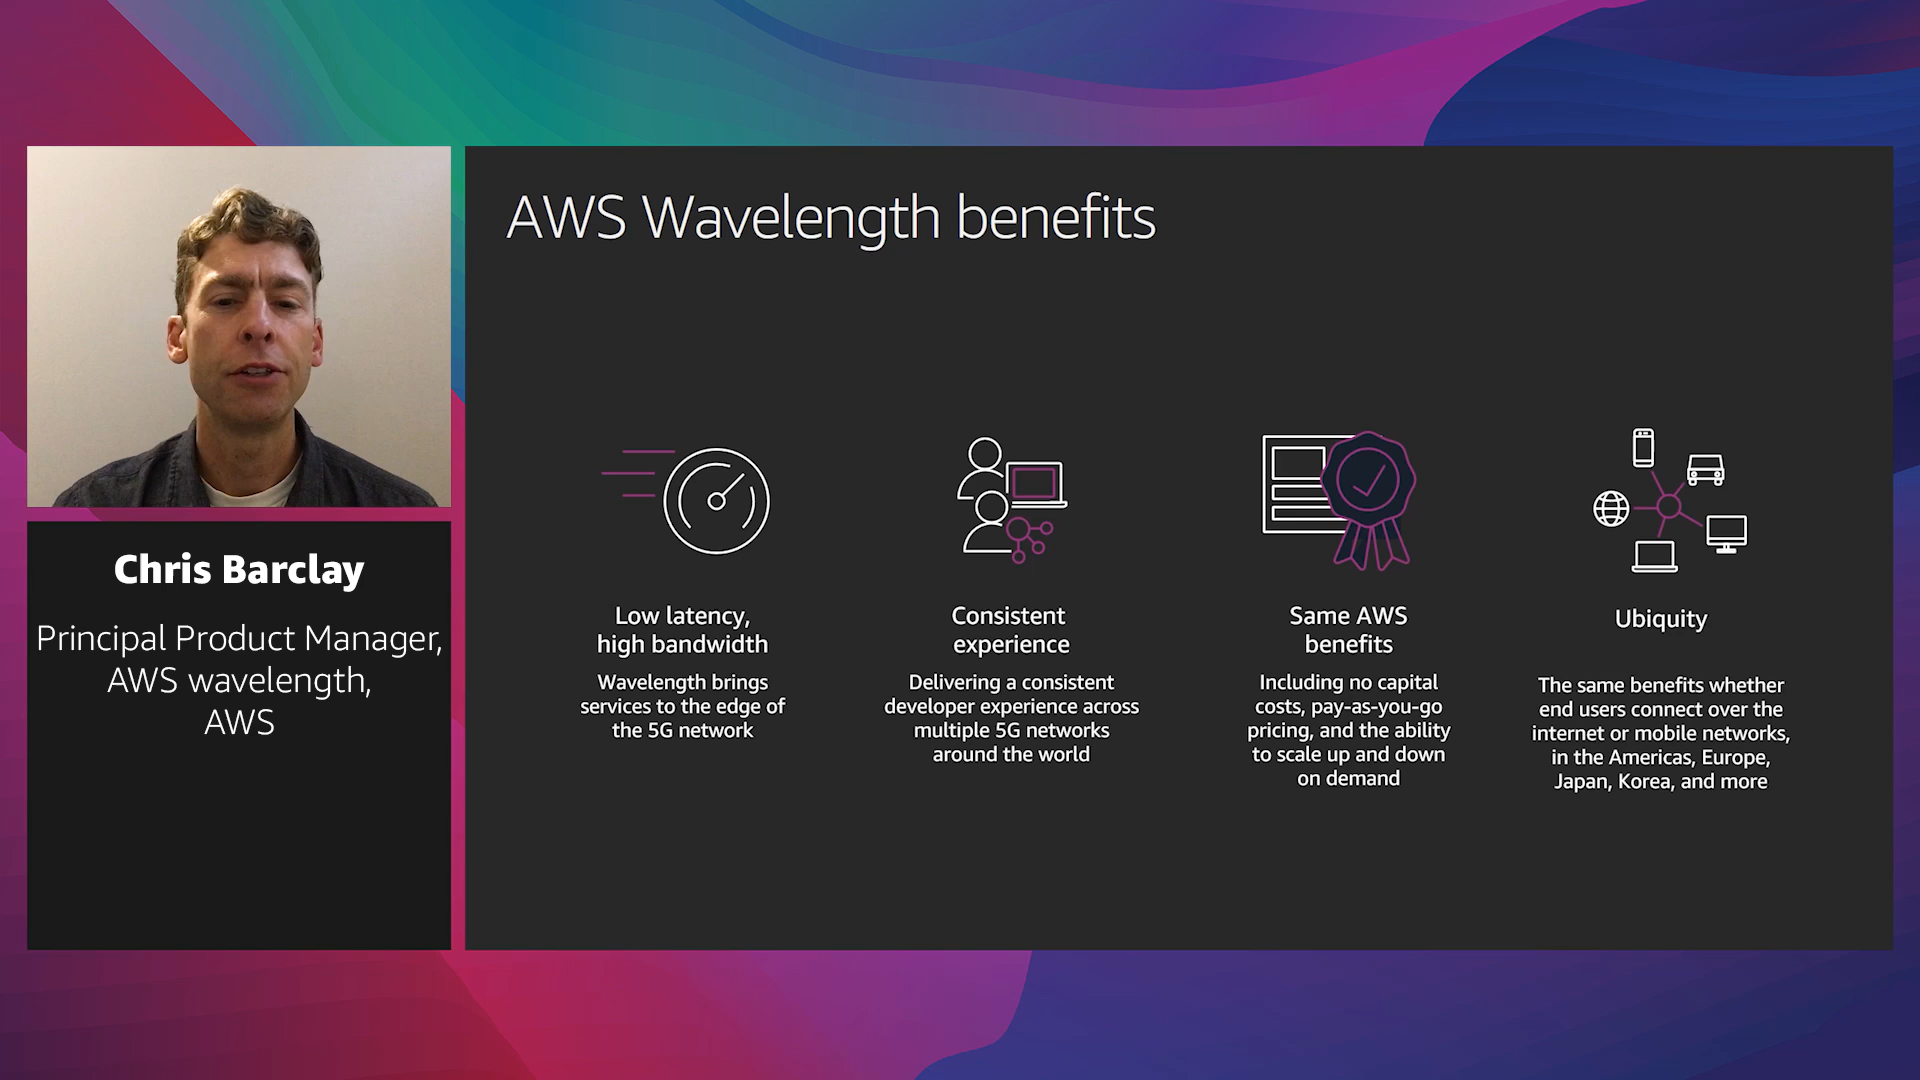 AWS Wavelength benefits
Chris Barclay
Principal Product Manager,
AWS wavelength,
AWS
Low latency,
high bandwidth
Wavelength brings
services to the edge of
the 5G network
Consistent
experience
Delivering a consistent
developer experience across
multiple 5G networks
around the world
Same AWS
benefits
Including no capital
costs, pay-as-you-go
pricing, and the ability
to scale up and down
on demand
Ubiquity
The same benefits whether
end users connect over the
internet or mobile networks,
in the Americas, Europe,
Japan, Korea, and more